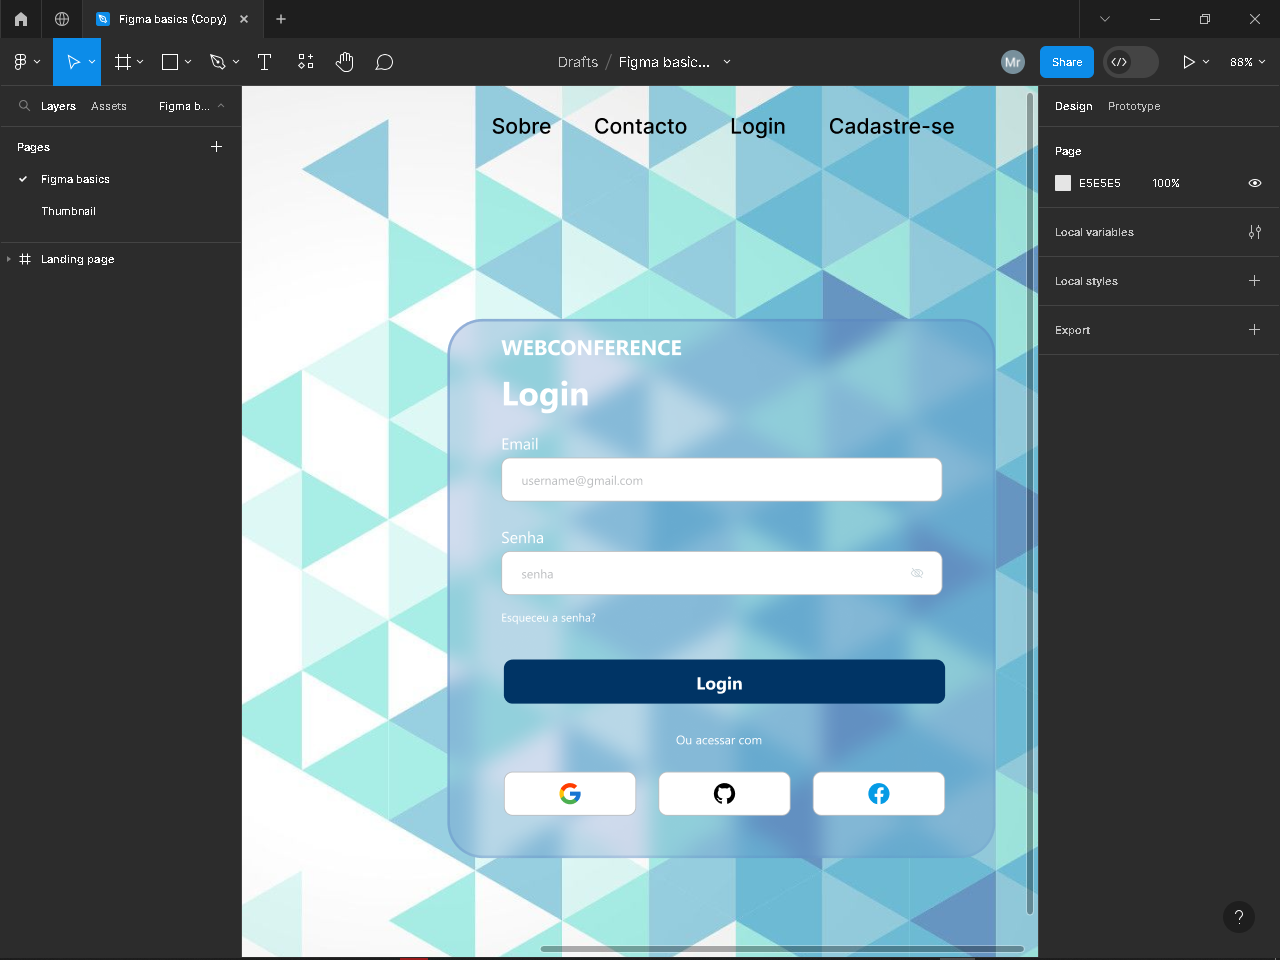 Figma basics (Copy)
Drafts / Figma basic...
Mr
Share
88%
Layers Assets Figma b...
Design Prototype
Pages
Figma basics
Thumbnail
Landing page
Page
E5E5E5 100%
Local variables
Local styles
Export
?
Sobre Contacto Login Cadastre-se
WEBCONFERENCE
Login
Email
username@gmail.com
Senha
senha
Esqueceu a senha?
Login
Ou acessar com